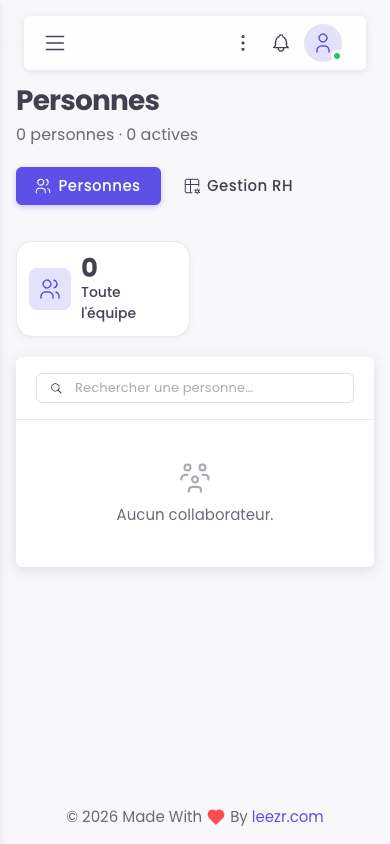 Personnes
0 personnes · 0 actives
Personnes
Gestion RH
0
Toute
l'équipe
Rechercher une personne...
Aucun collaborateur.
© 2026 Made With By leezr.com